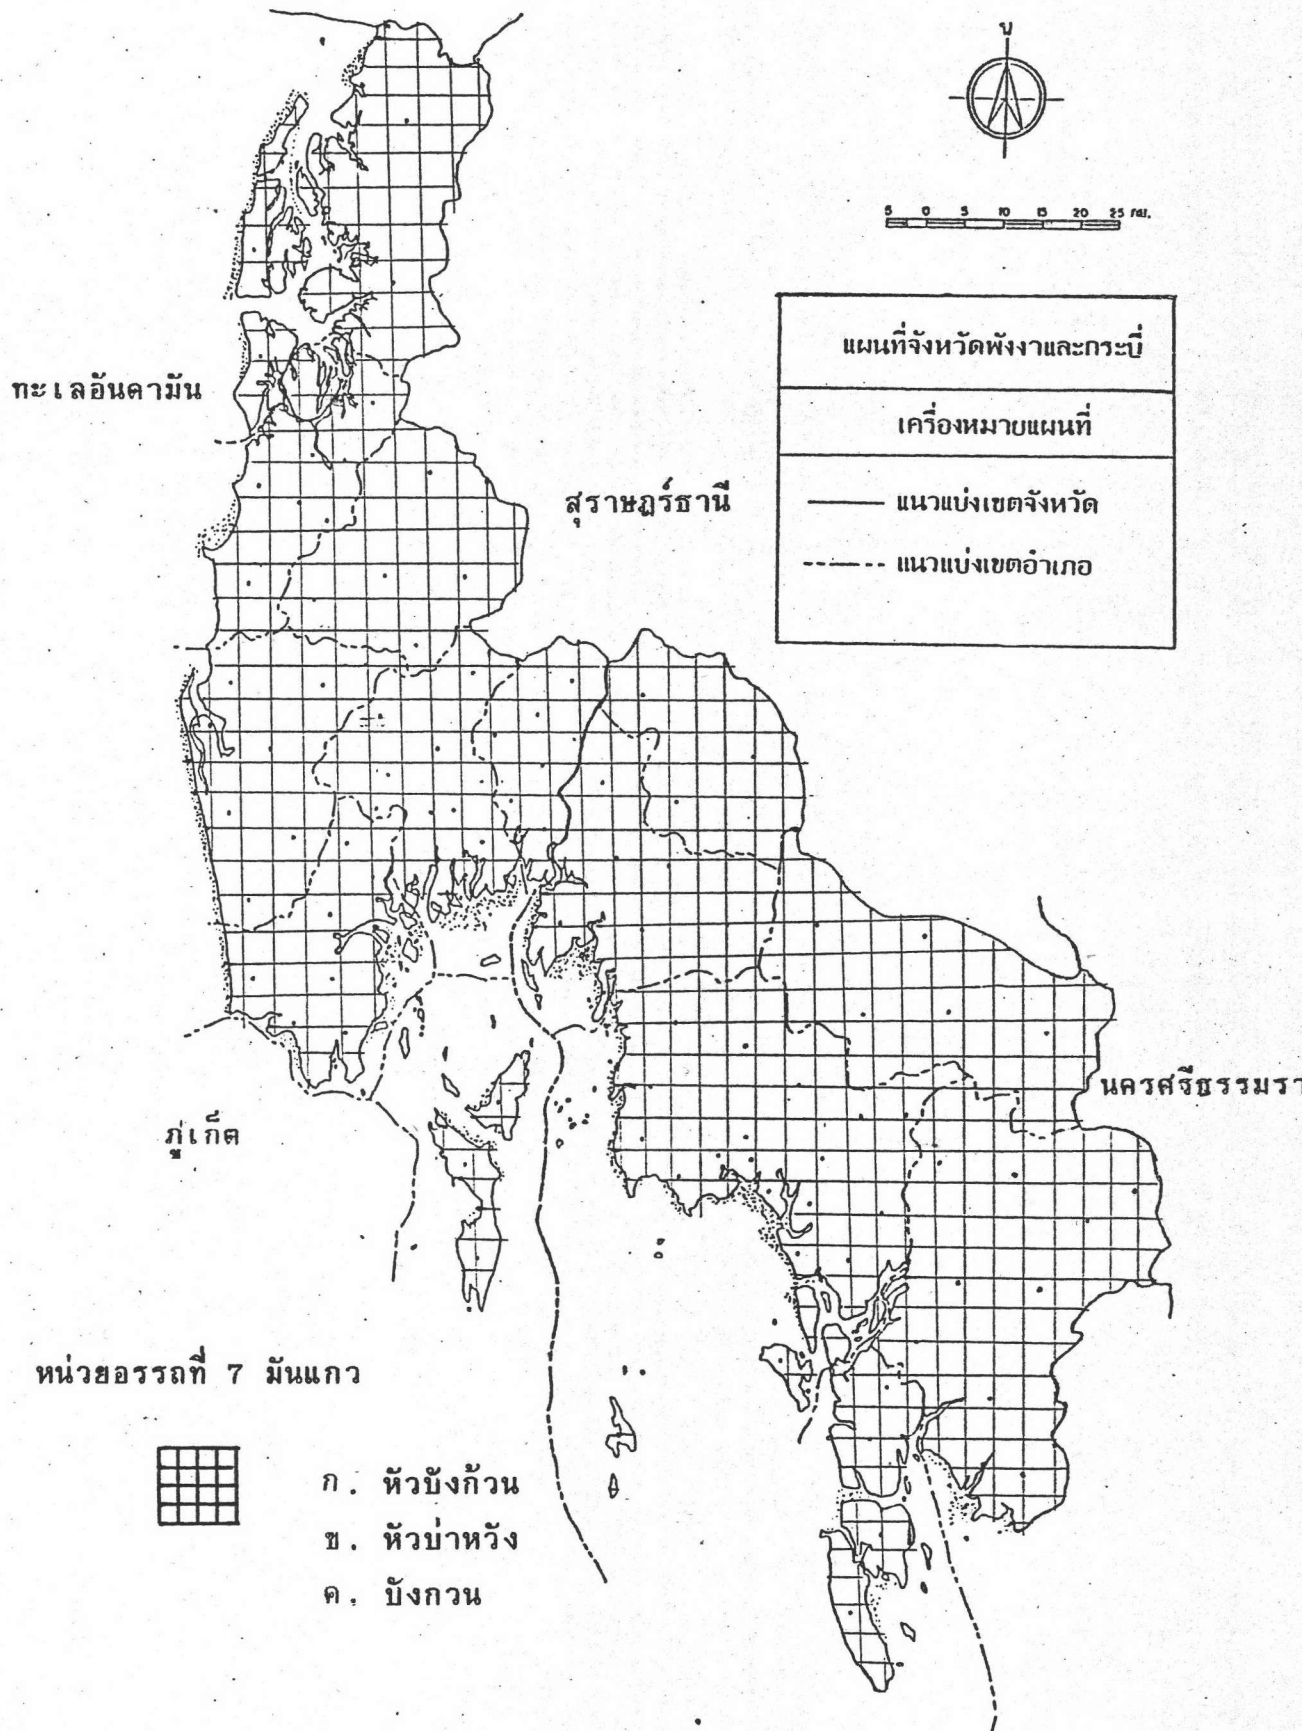 น
5 0 5 10 15 20 25 กม.
แผนที่จังหวัดพังงาและกระบี่
เครื่องหมายแผนที่
แนวแบ่งเขตจังหวัด
แนวแบ่งเขตอำเภอ
ทะเลอันดามัน
สุราษฎร์ธานี
นครศรีธรรมรา
ภูเก็ต
หน่วยอรรถที่ 7 มันแกว
ก. หัวบังก้วน
ข. หัวบ่าหวัง
ค. บังกวน